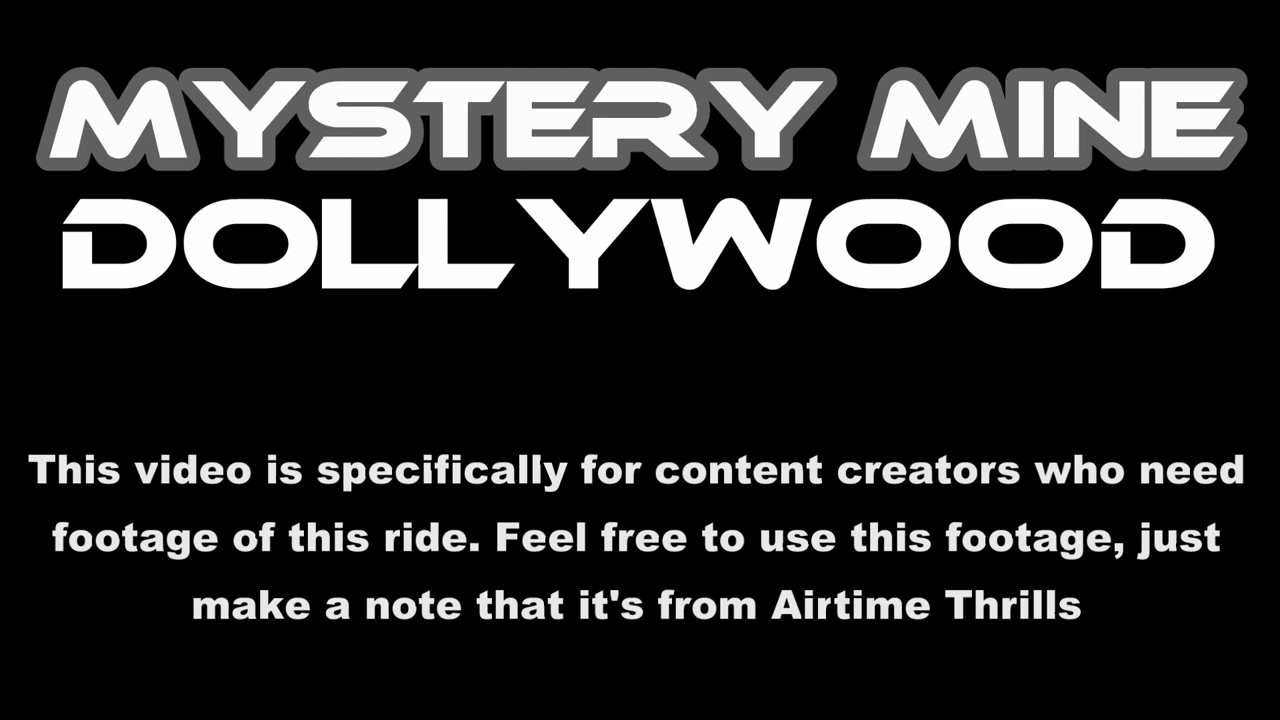 MYSTERY MINE
DOLLYWOOD
This video is specifically for content creators who need
footage of this ride. Feel free to use this footage, just
make a note that it's from Airtime Thrills